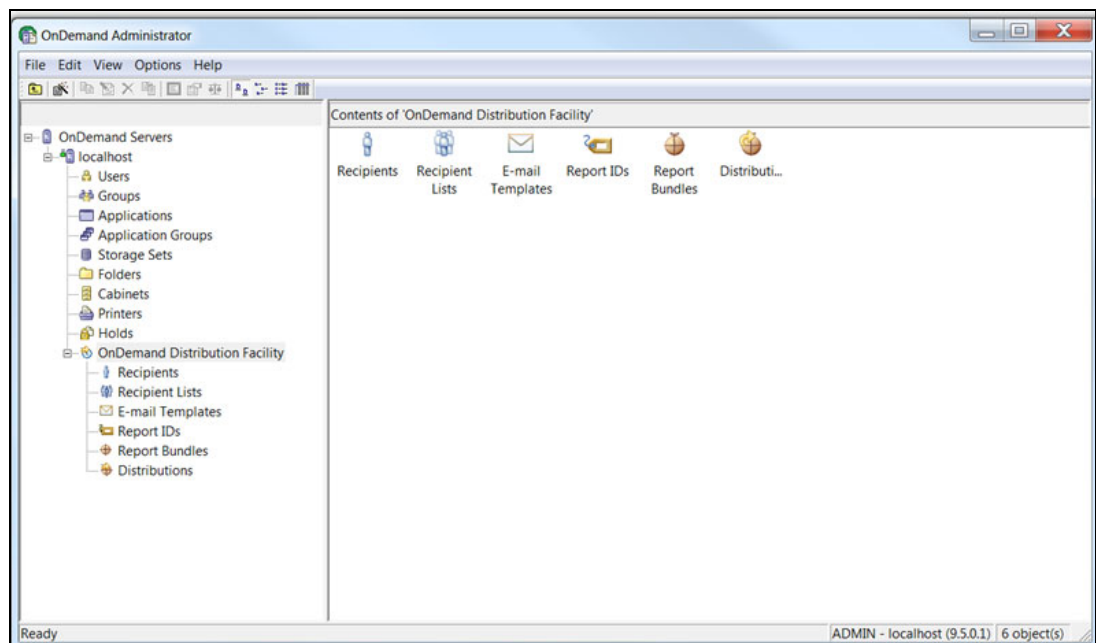 OnDemand Administrator
File Edit View Options Help
Contents of 'OnDemand Distribution Facility'
OnDemand Servers
localhost
Users
Groups
Applications
Application Groups
Storage Sets
Folders
Cabinets
Printers
Holds
OnDemand Distribution Facility
Recipients
Recipient Lists
E-mail Templates
Report IDs
Report Bundles
Distributions
Recipients Recipient E-mail Report IDs Report Distributi...
Lists Templates Bundles
Ready ADMIN - localhost (9.5.0.1) 6 object(s)